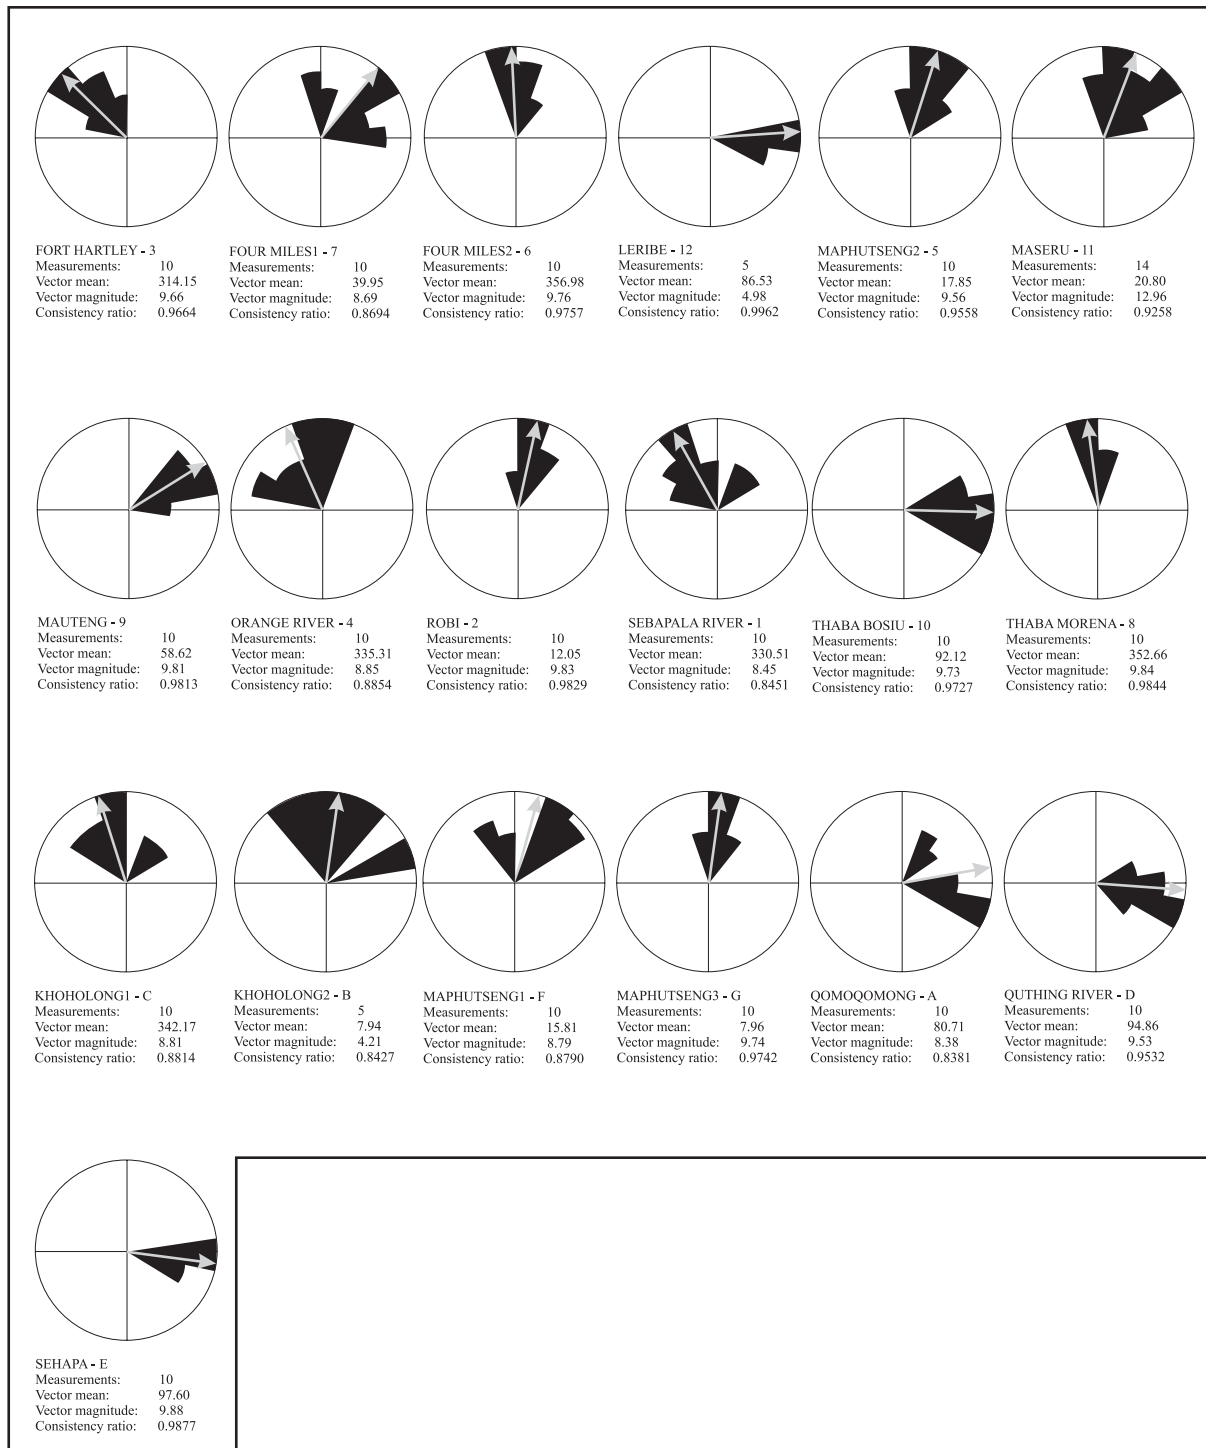 FORT HARTLEY - 3
Measurements: 10
Vector mean: 314.15
Vector magnitude: 9.66
Consistency ratio: 0.9664
FOUR MILES1 - 7
Measurements: 10
Vector mean: 39.95
Vector magnitude: 8.69
Consistency ratio: 0.8694
FOUR MILES2 - 6
Measurements: 10
Vector mean: 356.98
Vector magnitude: 9.76
Consistency ratio: 0.9757
LERIBE - 12
Measurements: 5
Vector mean: 86.53
Vector magnitude: 4.98
Consistency ratio: 0.9962
MAPHUTSENG2 - 5
Measurements: 10
Vector mean: 17.85
Vector magnitude: 9.56
Consistency ratio: 0.9558
MASERU - 11
Measurements: 14
Vector mean: 20.80
Vector magnitude: 12.96
Consistency ratio: 0.9258
MAUTENG - 9
Measurements: 10
Vector mean: 58.62
Vector magnitude: 9.81
Consistency ratio: 0.9813
ORANGE RIVER - 4
Measurements: 10
Vector mean: 335.31
Vector magnitude: 8.85
Consistency ratio: 0.8854
ROBI - 2
Measurements: 10
Vector mean: 12.05
Vector magnitude: 9.83
Consistency ratio: 0.9829
SEBAPALA RIVER - 1
Measurements: 10
Vector mean: 330.51
Vector magnitude: 8.45
Consistency ratio: 0.8451
THABA BOSIU - 10
Measurements: 10
Vector mean: 92.12
Vector magnitude: 9.73
Consistency ratio: 0.9727
THABA MORENA - 8
Measurements: 10
Vector mean: 352.66
Vector magnitude: 9.84
Consistency ratio: 0.9844
KHOHOLONG1 - C
Measurements: 10
Vector mean: 342.17
Vector magnitude: 8.81
Consistency ratio: 0.8814
KHOHOLONG2 - B
Measurements: 5
Vector mean: 7.94
Vector magnitude: 4.21
Consistency ratio: 0.8427
MAPHUTSENG1 - F
Measurements: 10
Vector mean: 15.81
Vector magnitude: 8.79
Consistency ratio: 0.8790
MAPHUTSENG3 - G
Measurements: 10
Vector mean: 7.96
Vector magnitude: 9.74
Consistency ratio: 0.9742
QOMOQOMONG - A
Measurements: 10
Vector mean: 80.71
Vector magnitude: 8.38
Consistency ratio: 0.8381
QUTHING RIVER - D
Measurements: 10
Vector mean: 94.86
Vector magnitude: 9.53
Consistency ratio: 0.9532
SEHAPA - E
Measurements: 10
Vector mean: 97.60
Vector magnitude: 9.88
Consistency ratio: 0.9877